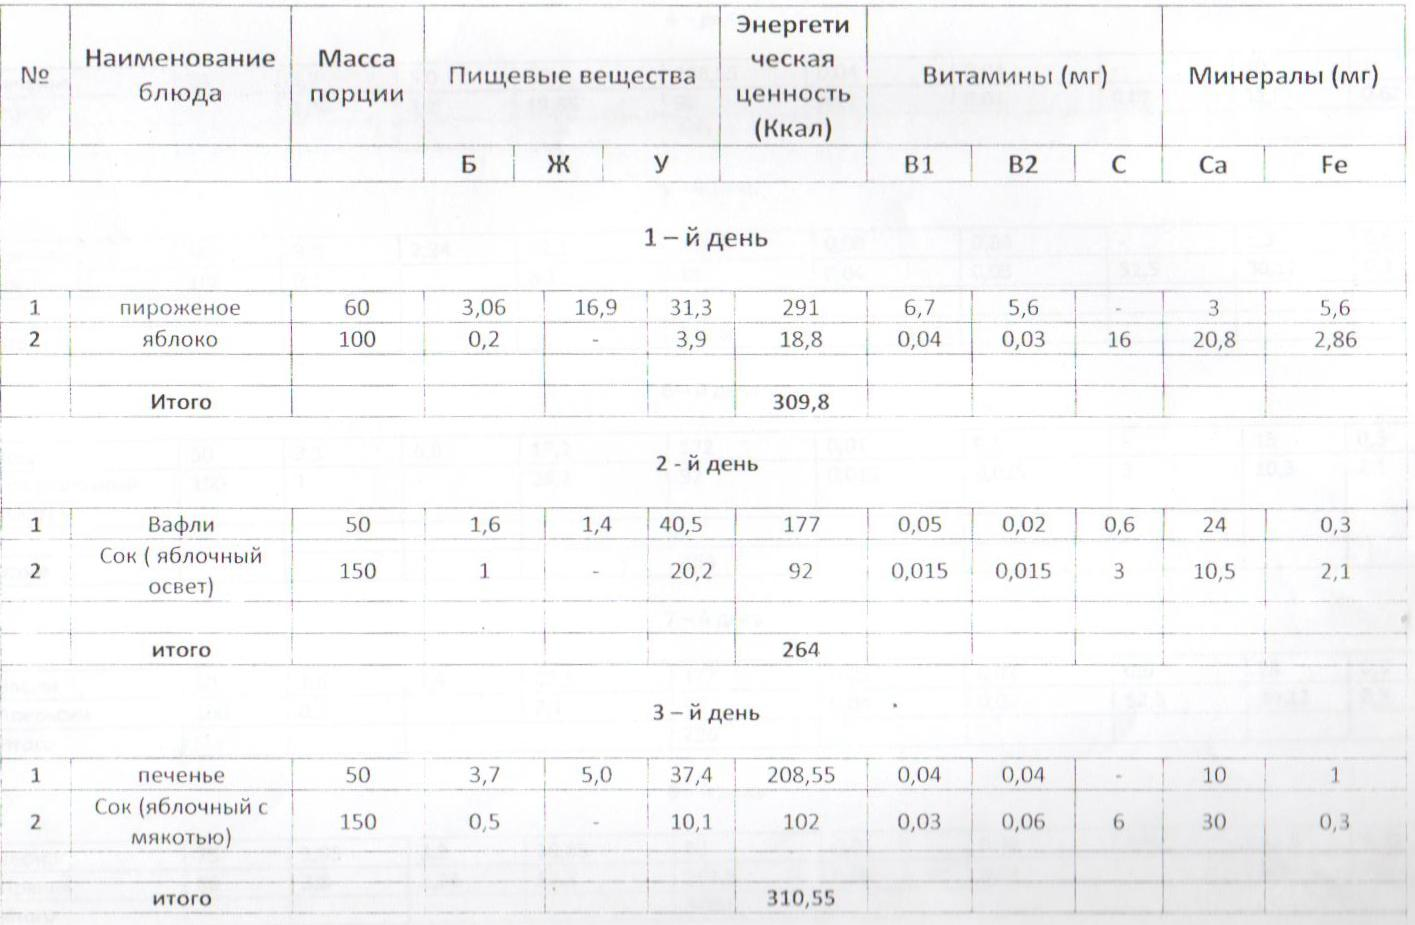 № Наименование блюда Масса порции Пищевые вещества Энергети ческая ценность (Ккал) Витамины (мг) Минералы (мг)
Б Ж У В1 В2 С Са Fe
1 – й день
1 пироженое 60 3,06 16,9 31,3 291 6,7 5,6 - 3 5,6
2 яблоко 100 0,2 - 3,9 18,8 0,04 0,03 16 20,8 2,86
Итого 309,8
2 - й день
1 Вафли 50 1,6 1,4 40,5 177 0,05 0,02 0,6 24 0,3
2 Сок ( яблочный освет) 150 1 - 20,2 92 0,015 0,015 3 10,5 2,1
итого 264
3 – й день
1 печенье 50 3,7 5,0 37,4 208,55 0,04 0,04 - 10 1
2 Сок (яблочный с мякотью) 150 0,5 - 10,1 102 0,03 0,06 6 30 0,3
итого 310,55